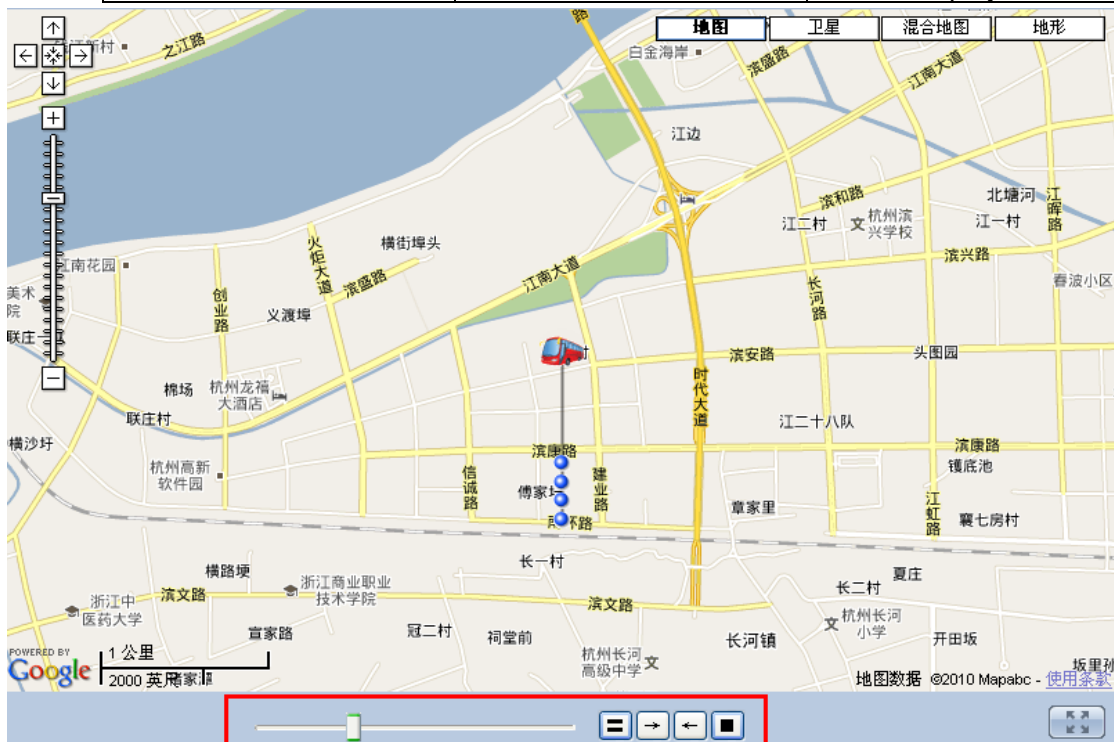 之江路
新村
白金海岸
路
地图
卫星
混合地图
地形
滨盛路
江南大道
江边
滨和路
北塘河
江晖路
江二村
杭州滨
兴学校
江一村
滨兴路
春波小区
江南花园
火炬大道
横街埠头
滨盛路
江南大道
长河路
美术
院
创业路
义渡埠
联庄一
滨安路
头图园
棉场
杭州龙禧
大酒店
时代大道
联庄村
江二十八队
横沙圩
滨康路
滨康路
杭州高新
软件园
信诚路
傅家
建业路
镬底池
章家里
江虹路
襄七房村
环路
长一村
横路埂
浙江商业职业
技术学院
夏庄
长二村
浙江中
医药大学
滨文路
滨文路
宣家路
冠二村
祠堂前
长河镇
杭州长河
小学
开田坂
杭州长河
高级中学
坂里孙
POWERED BY
Google
1 公里
2000 英尺
地图数据 ©2010 Mapabc - 使用条款